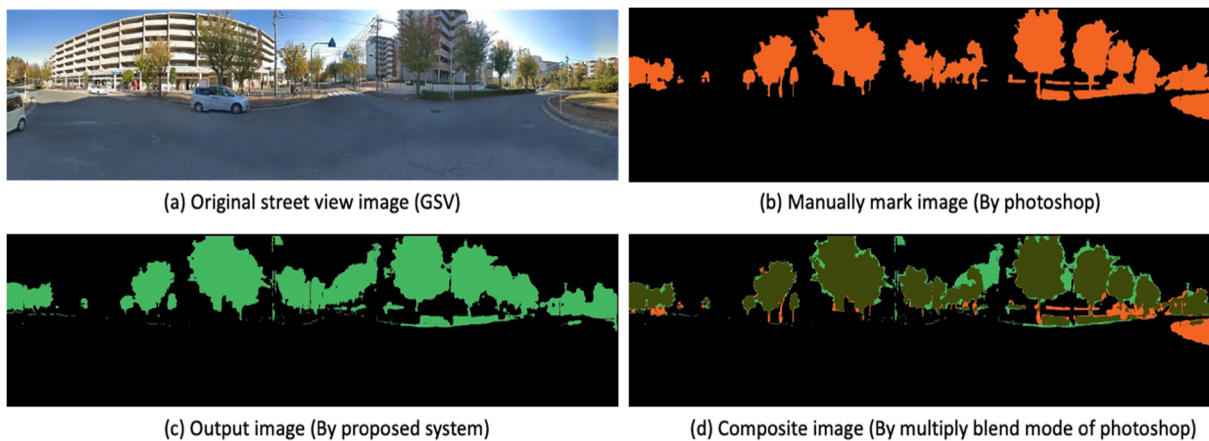 (a) Original street view image (GSV)
(b) Manually mark image (By photoshop)
(c) Output image (By proposed system)
(d) Composite image (By multiply blend mode of photoshop)